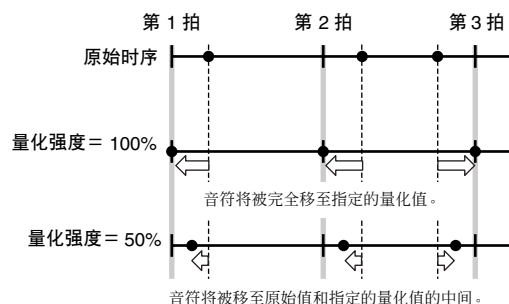 第 1 拍 第 2 拍 第 3 拍
原始时序
量化强度＝ 100%
音符将被完全移至指定的量化值。
量化强度＝ 50%
音符将被移至原始值和指定的量化值的中间。